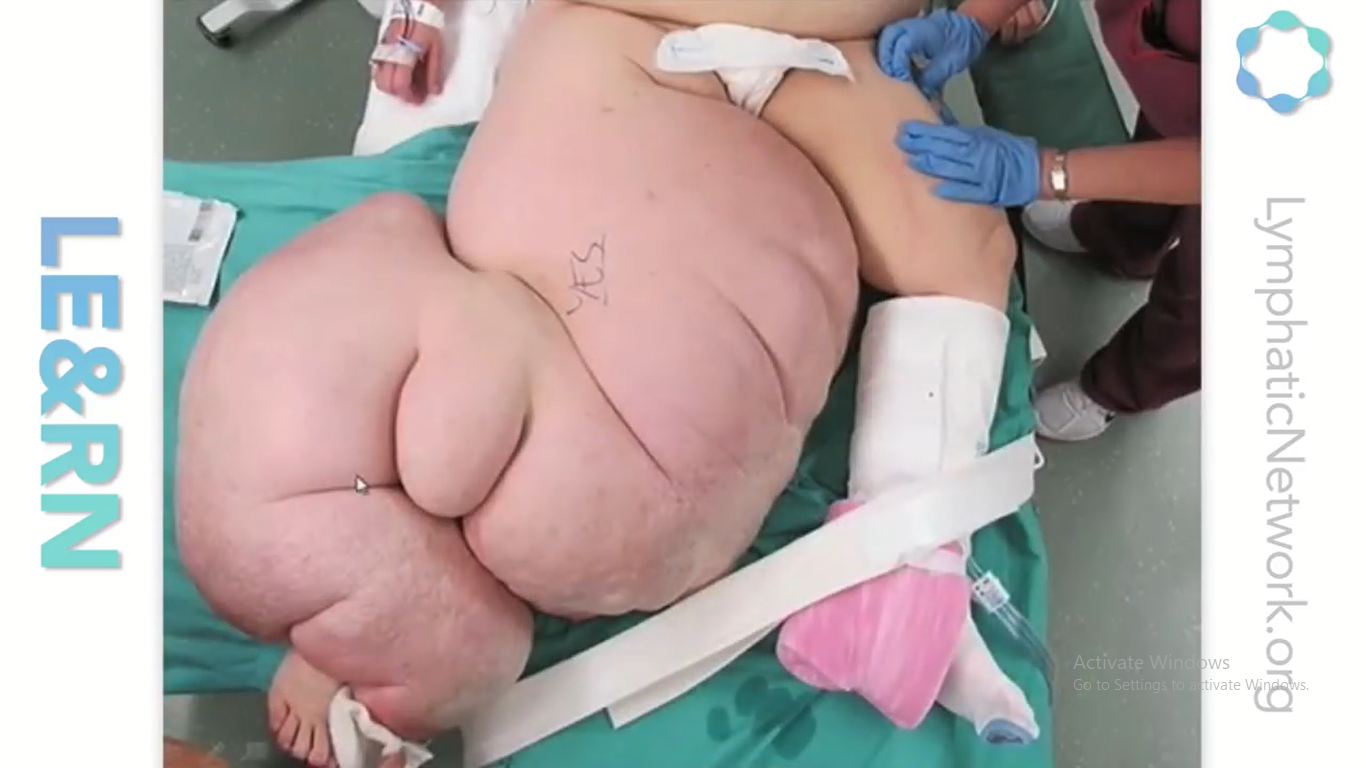 LE&RN
YES
LymphaticNetwork.org
Activate Windows
Go to Settings to activate Windows.